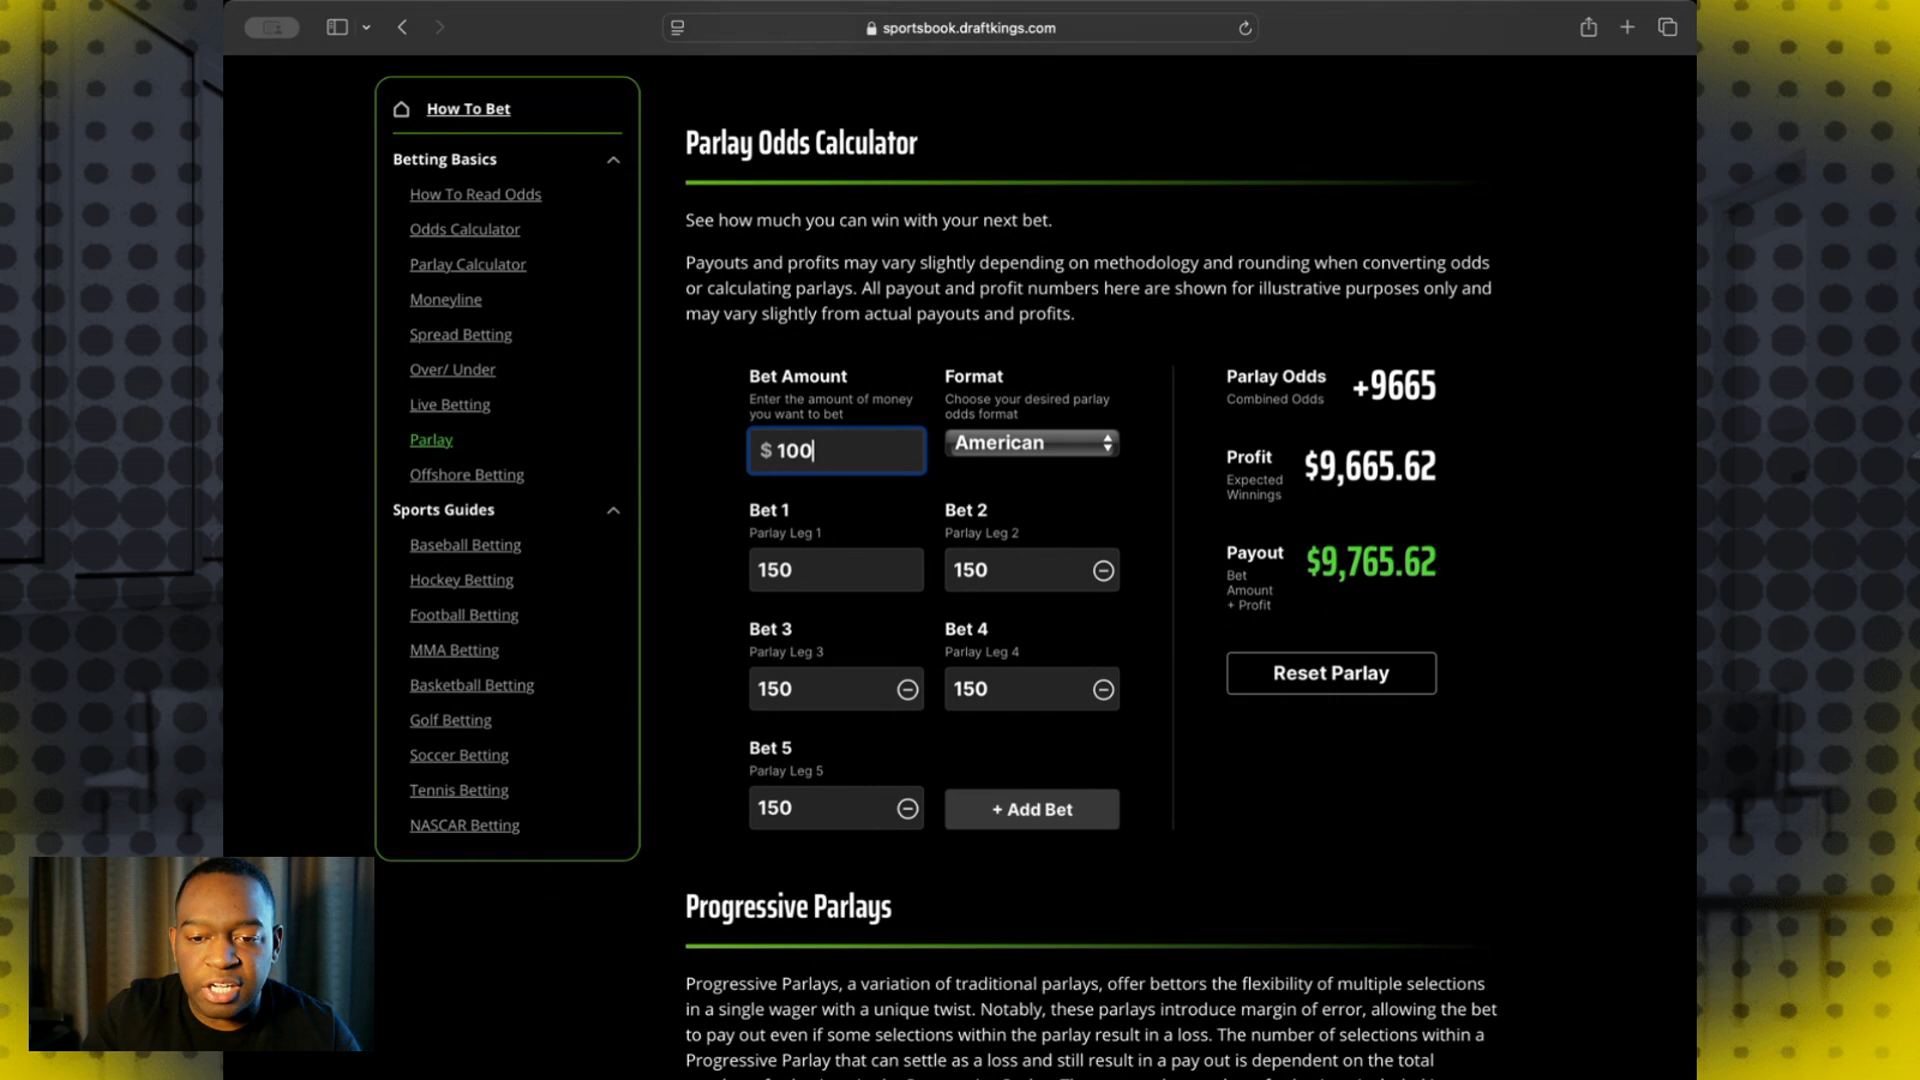 sportsbook.draftkings.com
How To Bet
Betting Basics
How To Read Odds
Odds Calculator
Parlay Calculator
Moneyline
Spread Betting
Over/ Under
Live Betting
Parlay
Offshore Betting
Sports Guides
Baseball Betting
Hockey Betting
Football Betting
MMA Betting
Basketball Betting
Golf Betting
Soccer Betting
Tennis Betting
NASCAR Betting
Parlay Odds Calculator
See how much you can win with your next bet.
Payouts and profits may vary slightly depending on methodology and rounding when converting odds
or calculating parlays. All payout and profit numbers here are shown for illustrative purposes only and
may vary slightly from actual payouts and profits.
Bet Amount
Enter the amount of money
you want to bet
$ 100
Format
Choose your desired parlay
odds format
American
Bet 1
Parlay Leg 1
150
Bet 2
Parlay Leg 2
150
Bet 3
Parlay Leg 3
150
Bet 4
Parlay Leg 4
150
Bet 5
Parlay Leg 5
150
+ Add Bet
Parlay Odds
Combined Odds
+9665
Profit
Expected
Winnings
$9,665.62
Payout
Bet
Amount
+ Profit
$9,765.62
Reset Parlay
Progressive Parlays
Progressive Parlays, a variation of traditional parlays, offer bettors the flexibility of multiple selections
in a single wager with a unique twist. Notably, these parlays introduce margin of error, allowing the bet
to pay out even if some selections within the parlay result in a loss. The number of selections within a
Progressive Parlay that can settle as a loss and still result in a pay out is dependent on the total